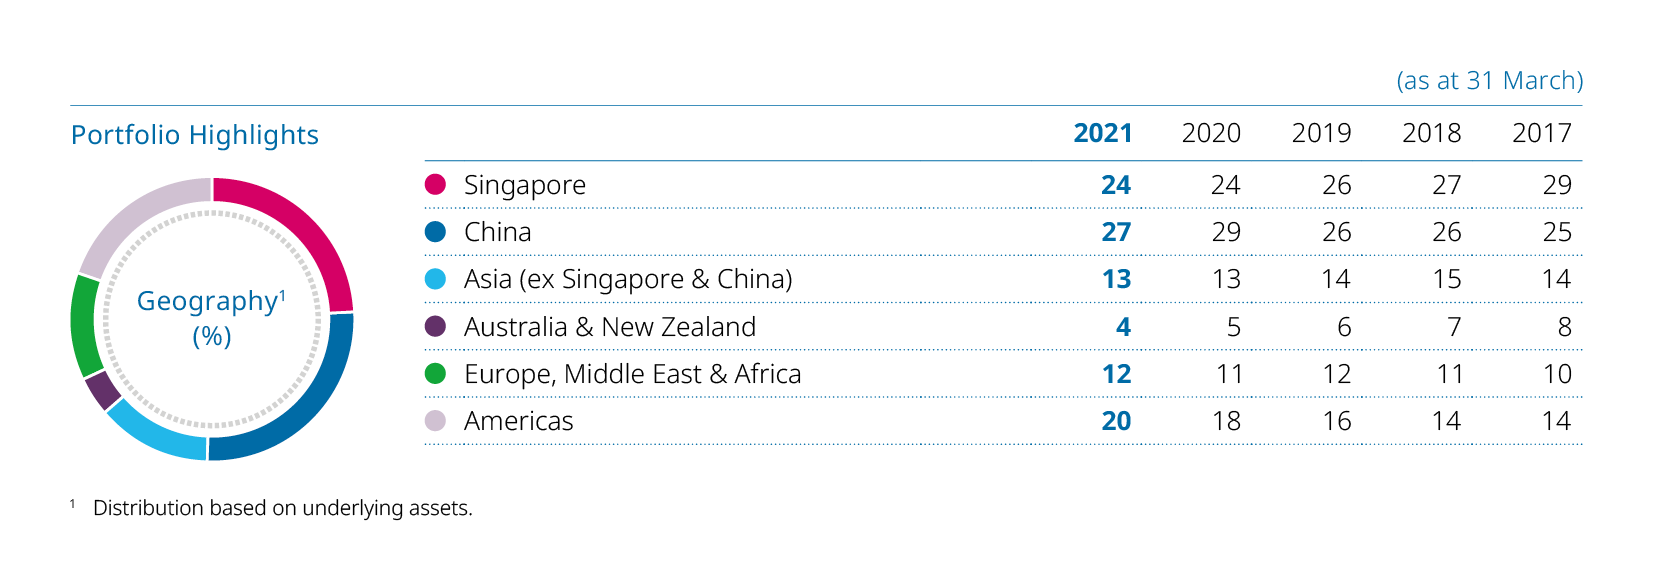 (as at 31 March)
Portfolio Highlights
2021 2020 2019 2018 2017
Singapore 24 24 26 27 29
China 27 29 26 26 25
Asia (ex Singapore & China) 13 13 14 15 14
Geography¹
(%)
Australia & New Zealand 4 5 6 7 8
Europe, Middle East & Africa 12 11 12 11 10
Americas 20 18 16 14 14
¹ Distribution based on underlying assets.